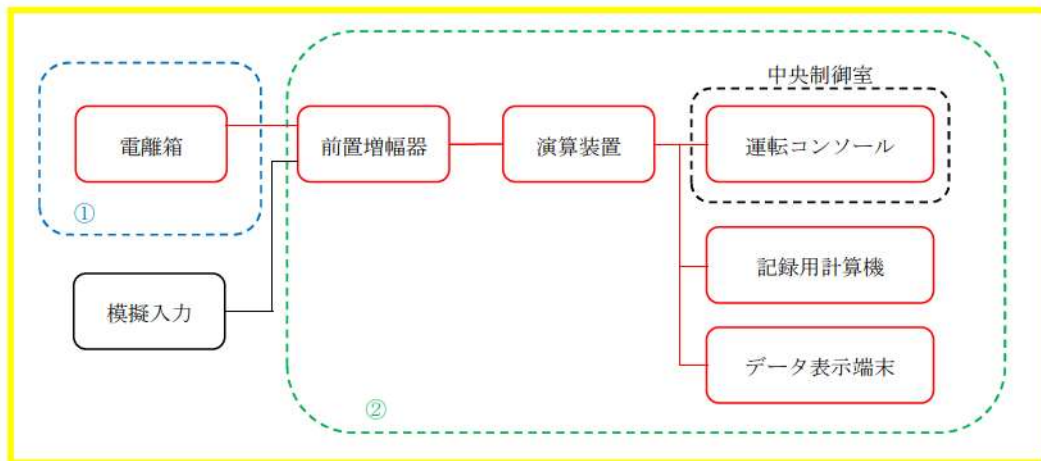 中央制御室
電離箱
前置増幅器
演算装置
運転コンソール
①
記録用計算機
模擬入力
データ表示端末
②